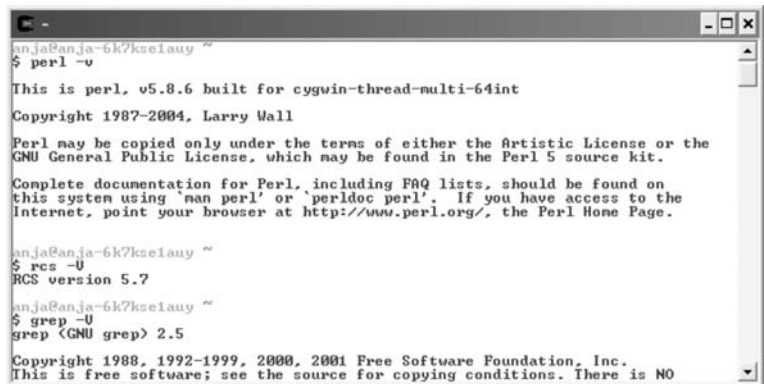 ~
anja@anja-6k7kse1auy ~
$ perl -v
This is perl, v5.8.6 built for cygwin-thread-multi-64int
Copyright 1987-2004, Larry Wall
Perl may be copied only under the terms of either the Artistic License or the
GNU General Public License, which may be found in the Perl 5 source kit.
Complete documentation for Perl, including FAQ lists, should be found on
this system using `man perl' or `perldoc perl'.  If you have access to the
Internet, point your browser at http://www.perl.org/, the Perl Home Page.
anja@anja-6k7kse1auy ~
$ rcs -V
RCS version 5.7
anja@anja-6k7kse1auy ~
$ grep -V
grep (GNU grep) 2.5
Copyright 1988, 1992-1999, 2000, 2001 Free Software Foundation, Inc.
This is free software; see the source for copying conditions. There is NO